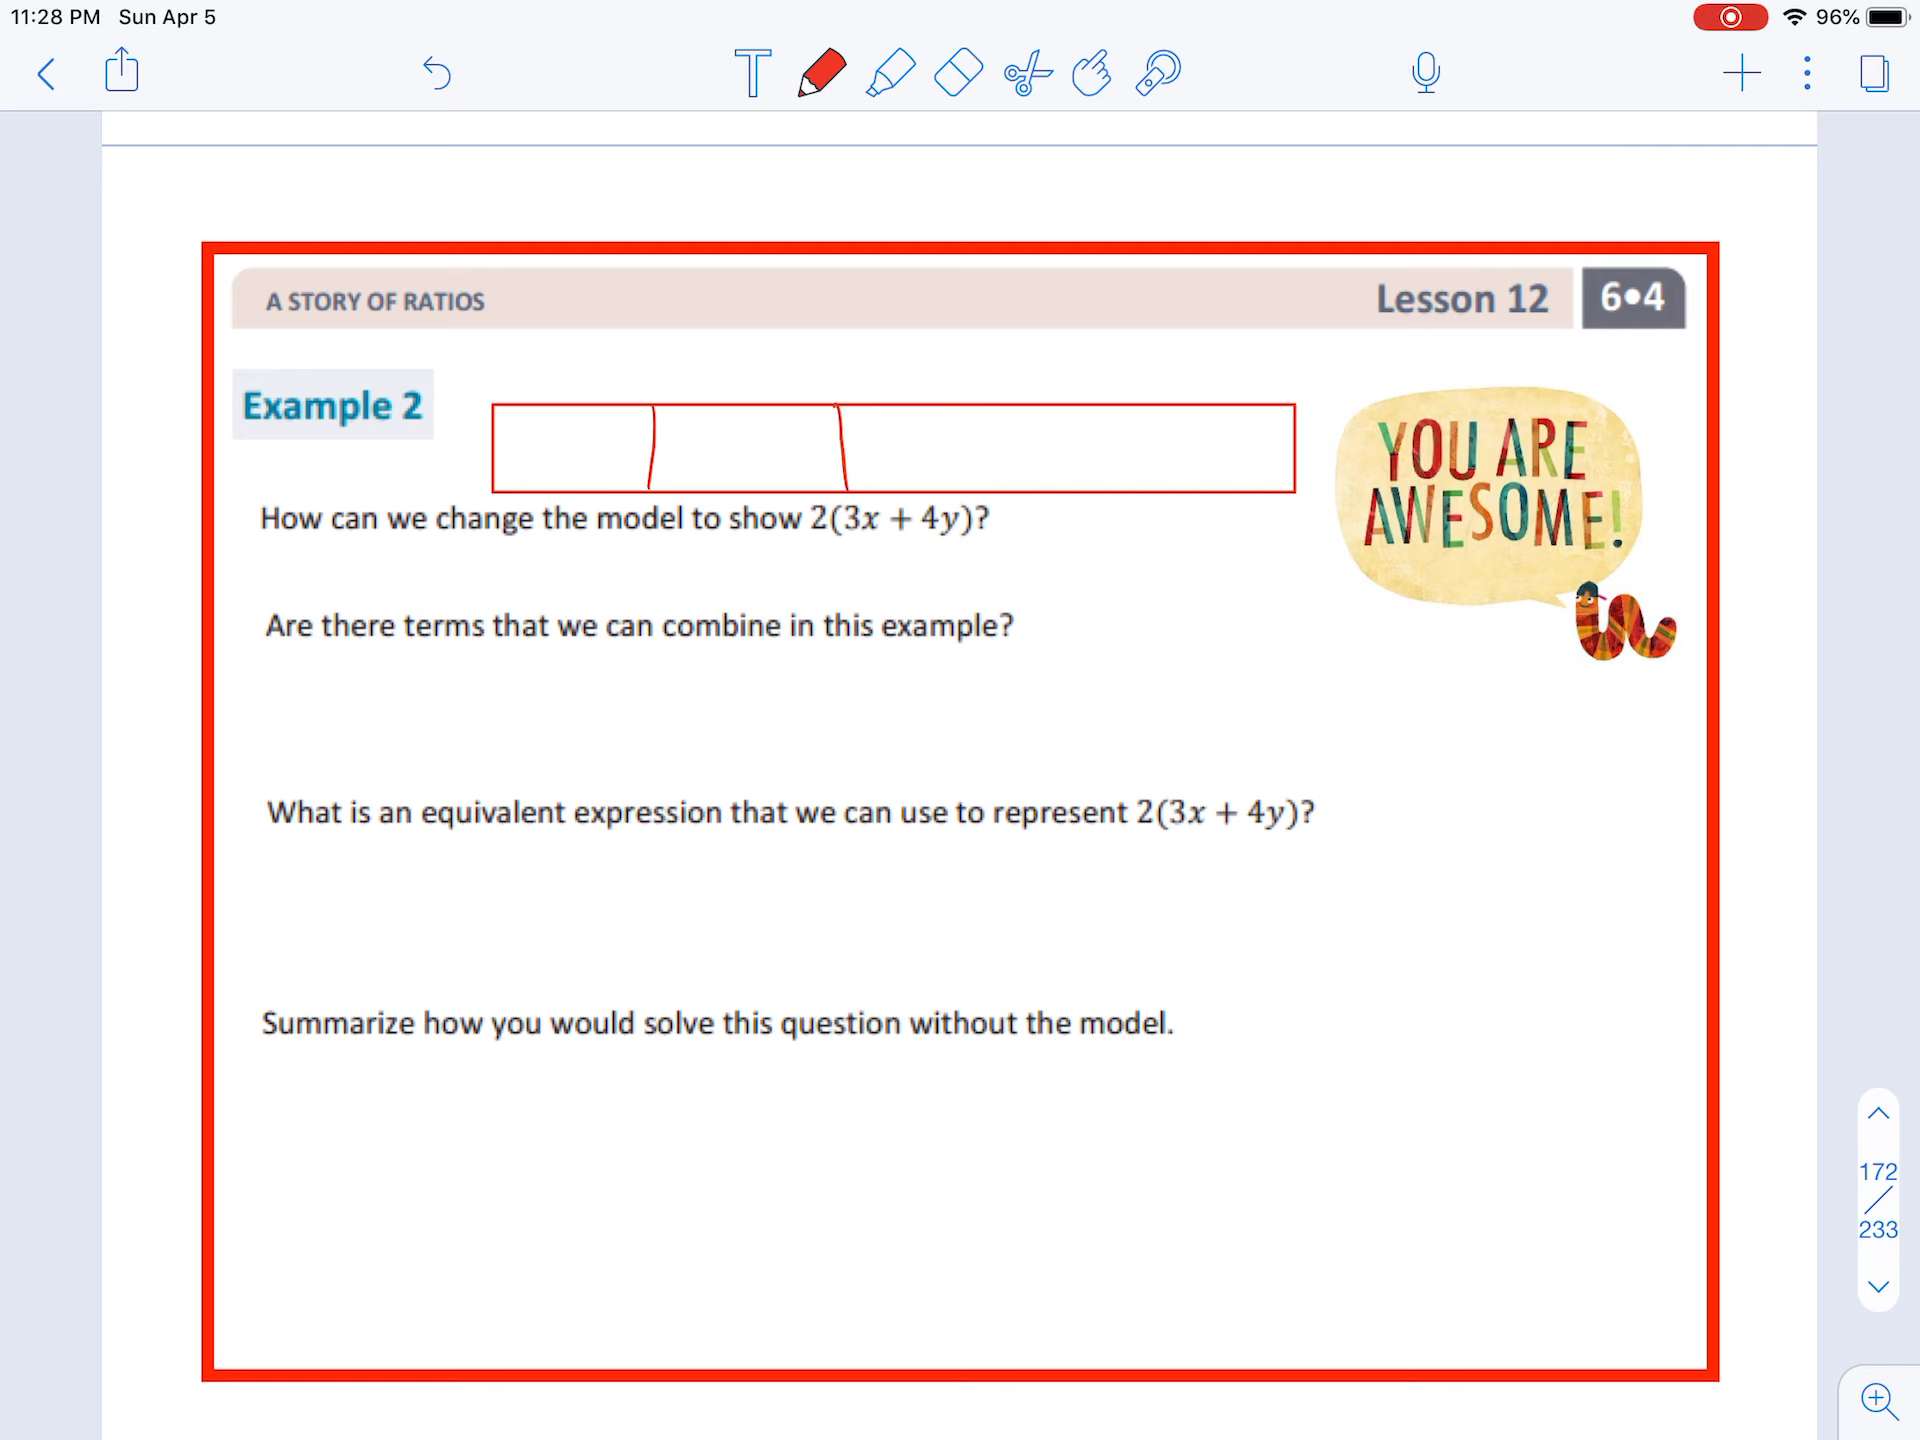 11:28 PM Sun Apr 5
96%
A STORY OF RATIOS
Lesson 12
6•4
Example 2
YOU ARE
AWESOME!
How can we change the model to show 2(3x + 4y)?
Are there terms that we can combine in this example?
What is an equivalent expression that we can use to represent 2(3x + 4y)?
Summarize how you would solve this question without the model.
172
/
233